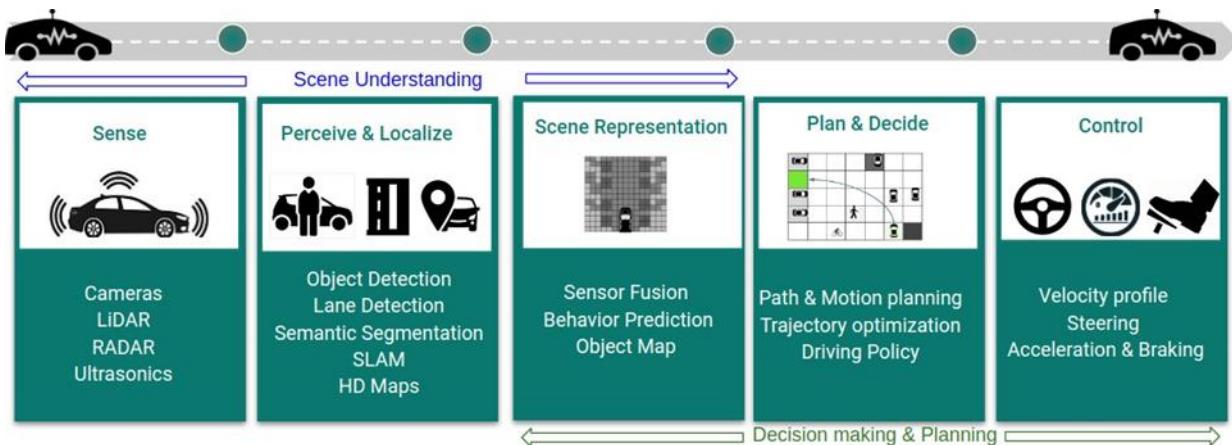 Scene Understanding
Sense
Cameras
LiDAR
RADAR
Ultrasonics
Perceive & Localize
Object Detection
Lane Detection
Semantic Segmentation
SLAM
HD Maps
Scene Representation
Sensor Fusion
Behavior Prediction
Object Map
Plan & Decide
Path & Motion planning
Trajectory optimization
Driving Policy
Control
Velocity profile
Steering
Acceleration & Braking
Decision making & Planning